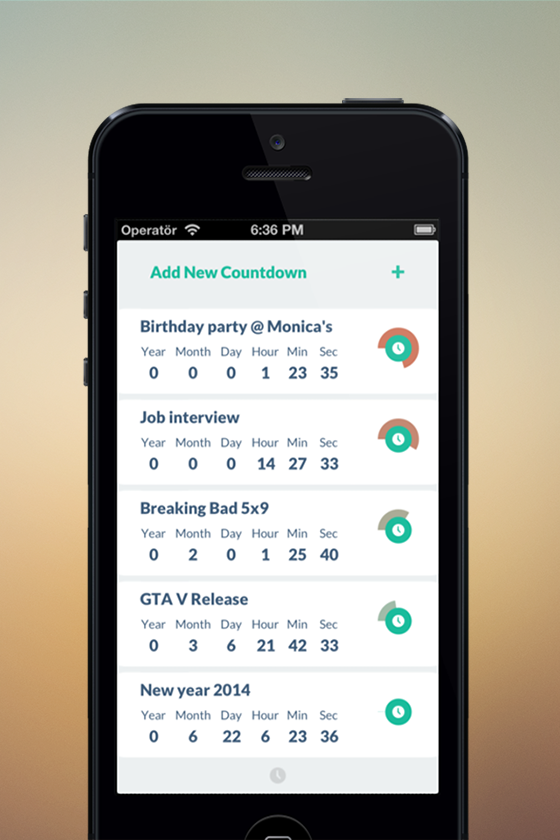 Operatör 6:36 PM
Add New Countdown +
Birthday party @ Monica's
Year Month Day Hour Min Sec
0 0 0 1 23 35
Job interview
Year Month Day Hour Min Sec
0 0 0 14 27 33
Breaking Bad 5x9
Year Month Day Hour Min Sec
0 2 0 1 25 40
GTA V Release
Year Month Day Hour Min Sec
0 3 6 21 42 33
New year 2014
Year Month Day Hour Min Sec
0 6 22 6 23 36